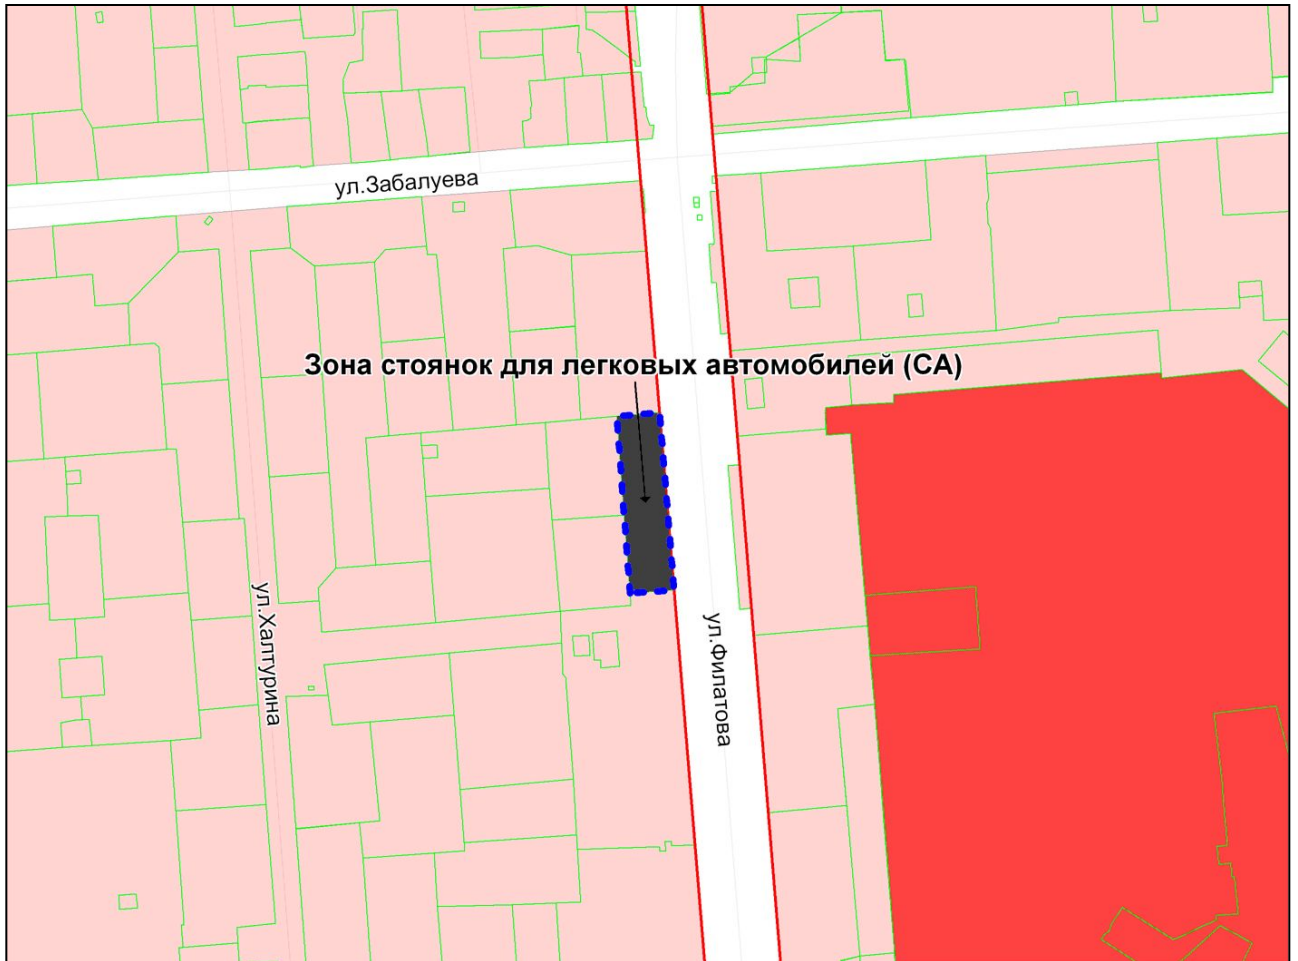 ул.Забалуева
Зона стоянок для легковых автомобилей (СА)
ул.Халтурина
ул.Филатова